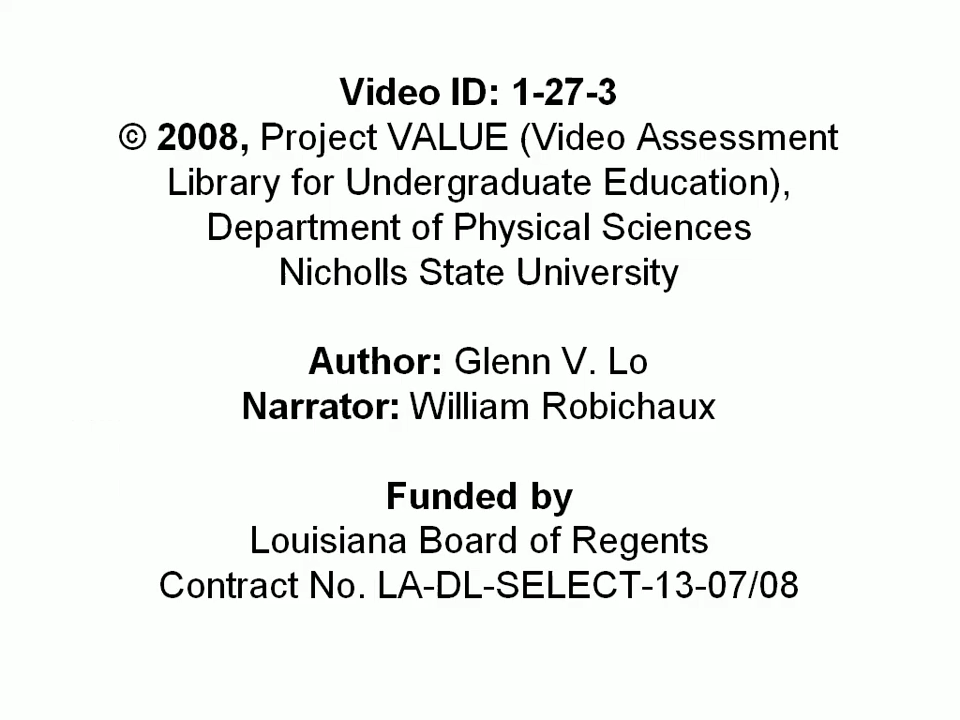 Video ID: 1-27-3
© 2008, Project VALUE (Video Assessment
Library for Undergraduate Education),
Department of Physical Sciences
Nicholls State University
Author: Glenn V. Lo
Narrator: William Robichaux
Funded by
Louisiana Board of Regents
Contract No. LA-DL-SELECT-13-07/08